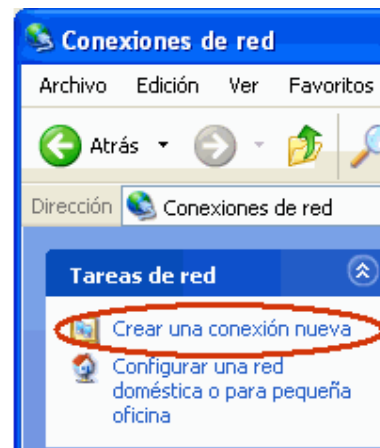 Conexiones de red
Archivo Edición Ver Favoritos
Atrás
Dirección Conexiones de red
Tareas de red
Crear una conexión nueva
Configurar una red
doméstica o para pequeña
oficina